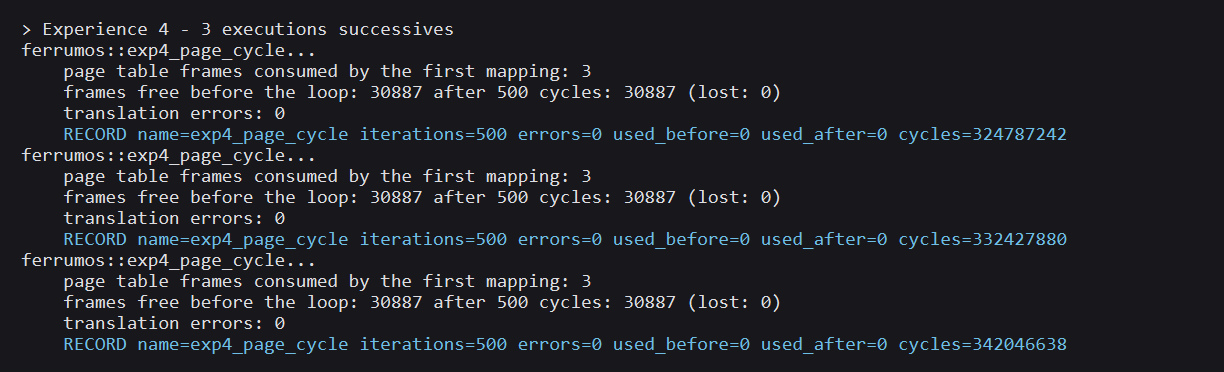 > Experience 4 - 3 executions successives
ferrumos::exp4_page_cycle...
    page table frames consumed by the first mapping: 3
    frames free before the loop: 30887 after 500 cycles: 30887 (lost: 0)
    translation errors: 0
    RECORD name=exp4_page_cycle iterations=500 errors=0 used_before=0 used_after=0 cycles=324787242
ferrumos::exp4_page_cycle...
    page table frames consumed by the first mapping: 3
    frames free before the loop: 30887 after 500 cycles: 30887 (lost: 0)
    translation errors: 0
    RECORD name=exp4_page_cycle iterations=500 errors=0 used_before=0 used_after=0 cycles=332427880
ferrumos::exp4_page_cycle...
    page table frames consumed by the first mapping: 3
    frames free before the loop: 30887 after 500 cycles: 30887 (lost: 0)
    translation errors: 0
    RECORD name=exp4_page_cycle iterations=500 errors=0 used_before=0 used_after=0 cycles=342046638